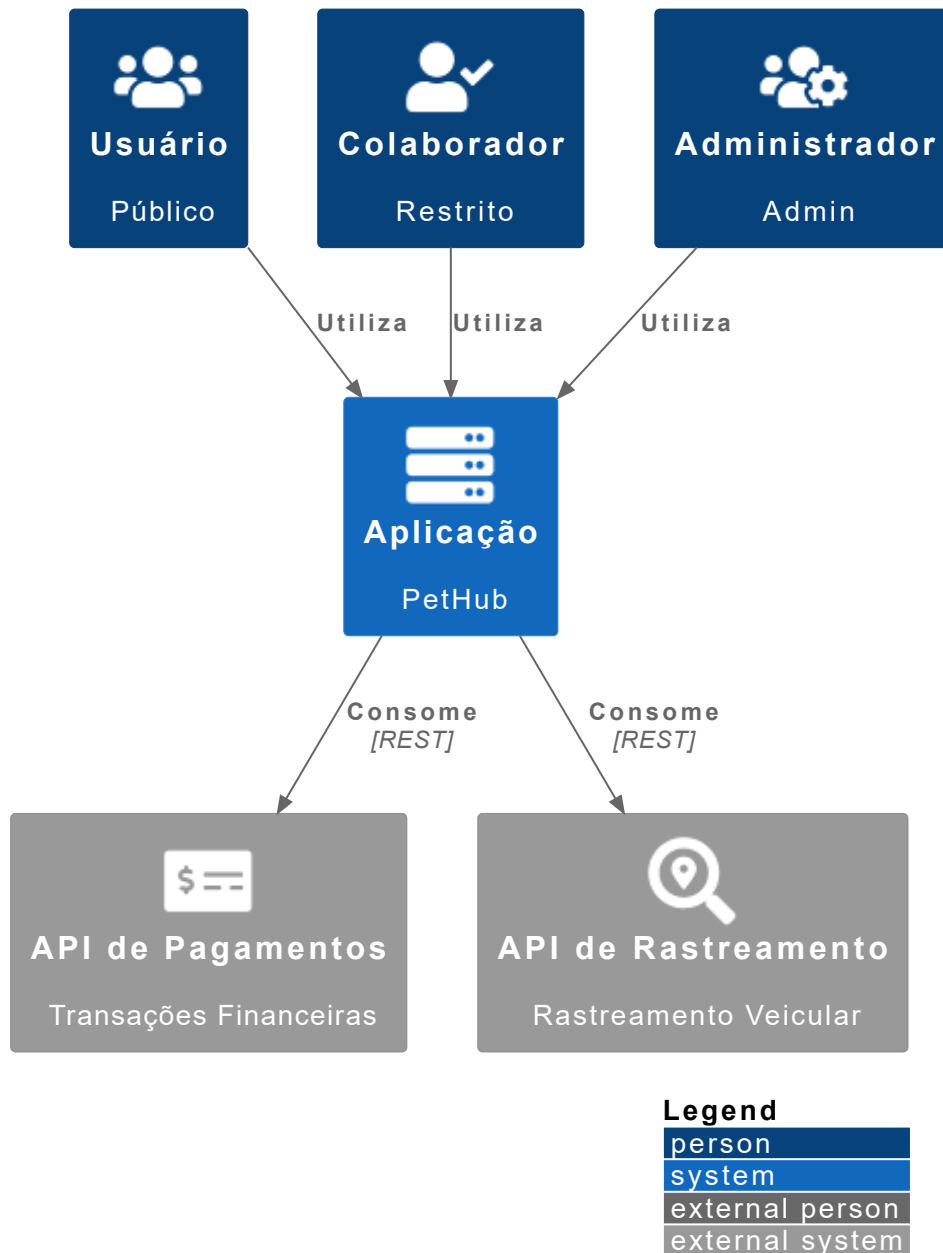 Usuário
Público
Colaborador
Restrito
Administrador
Admin
Utiliza
Utiliza
Utiliza
Aplicação
PetHub
Consome
[REST]
Consome
[REST]
$
API de Pagamentos
Transações Financeiras
API de Rastreamento
Rastreamento Veicular
Legend
person
system
external person
external system